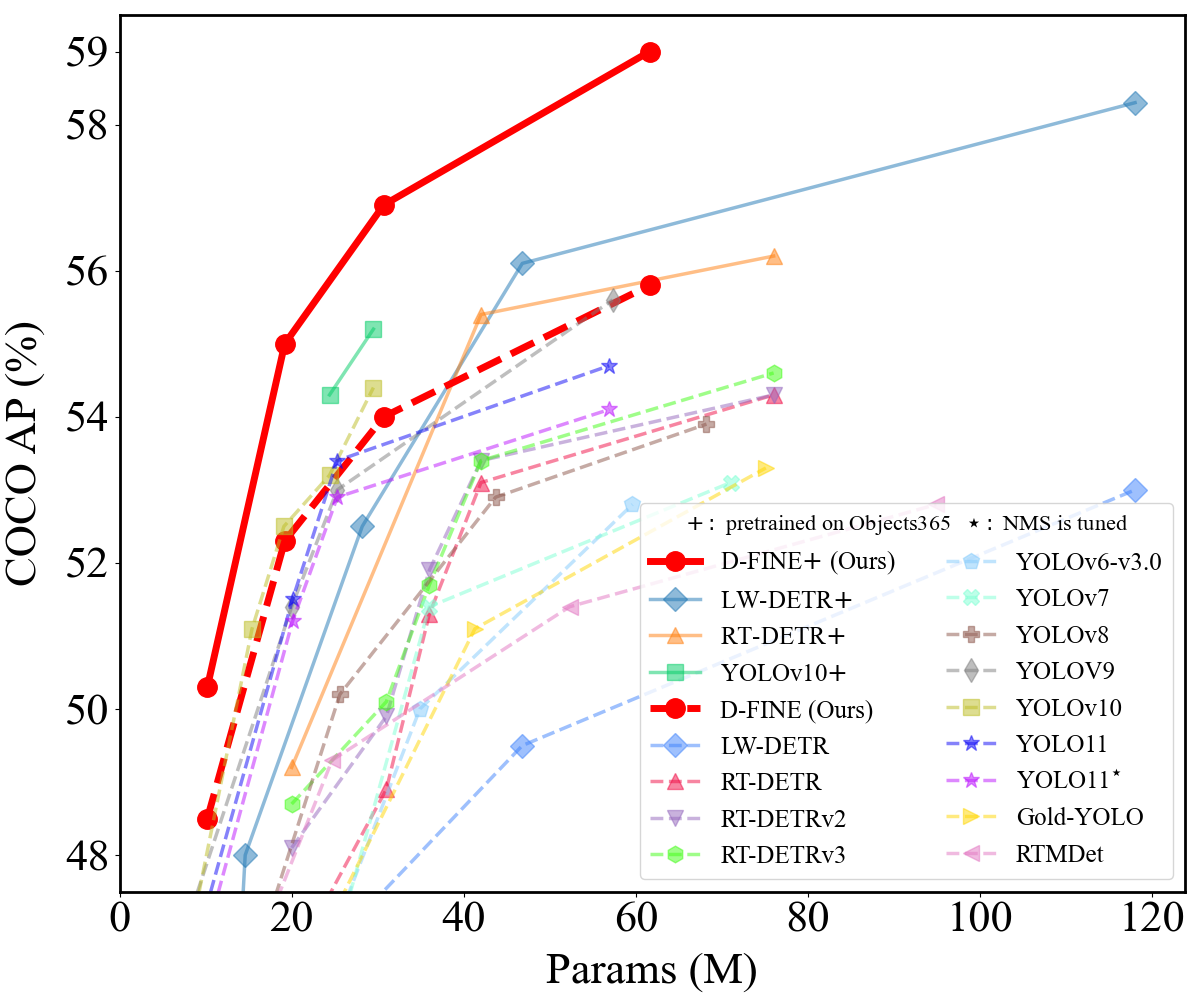 COCO AP (%)
59
58
56
54
52
50
48
0 20 40 60 80 100 120
Params (M)
+ : pretrained on Objects365 ⋆ : NMS is tuned
D-FINE+ (Ours)
LW-DETR+
RT-DETR+
YOLOv10+
D-FINE (Ours)
LW-DETR
RT-DETR
RT-DETRv2
RT-DETRv3
YOLOv6-v3.0
YOLOv7
YOLOv8
YOLOV9
YOLOv10
YOLO11
YOLO11⋆
Gold-YOLO
RTMDet